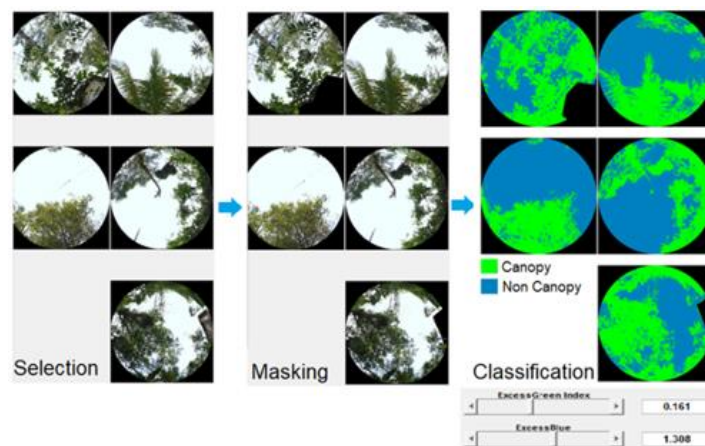 Canopy
Non Canopy
Selection
Masking
Classification
ExcessGreen Index
0.161
ExcessBlue
1.308